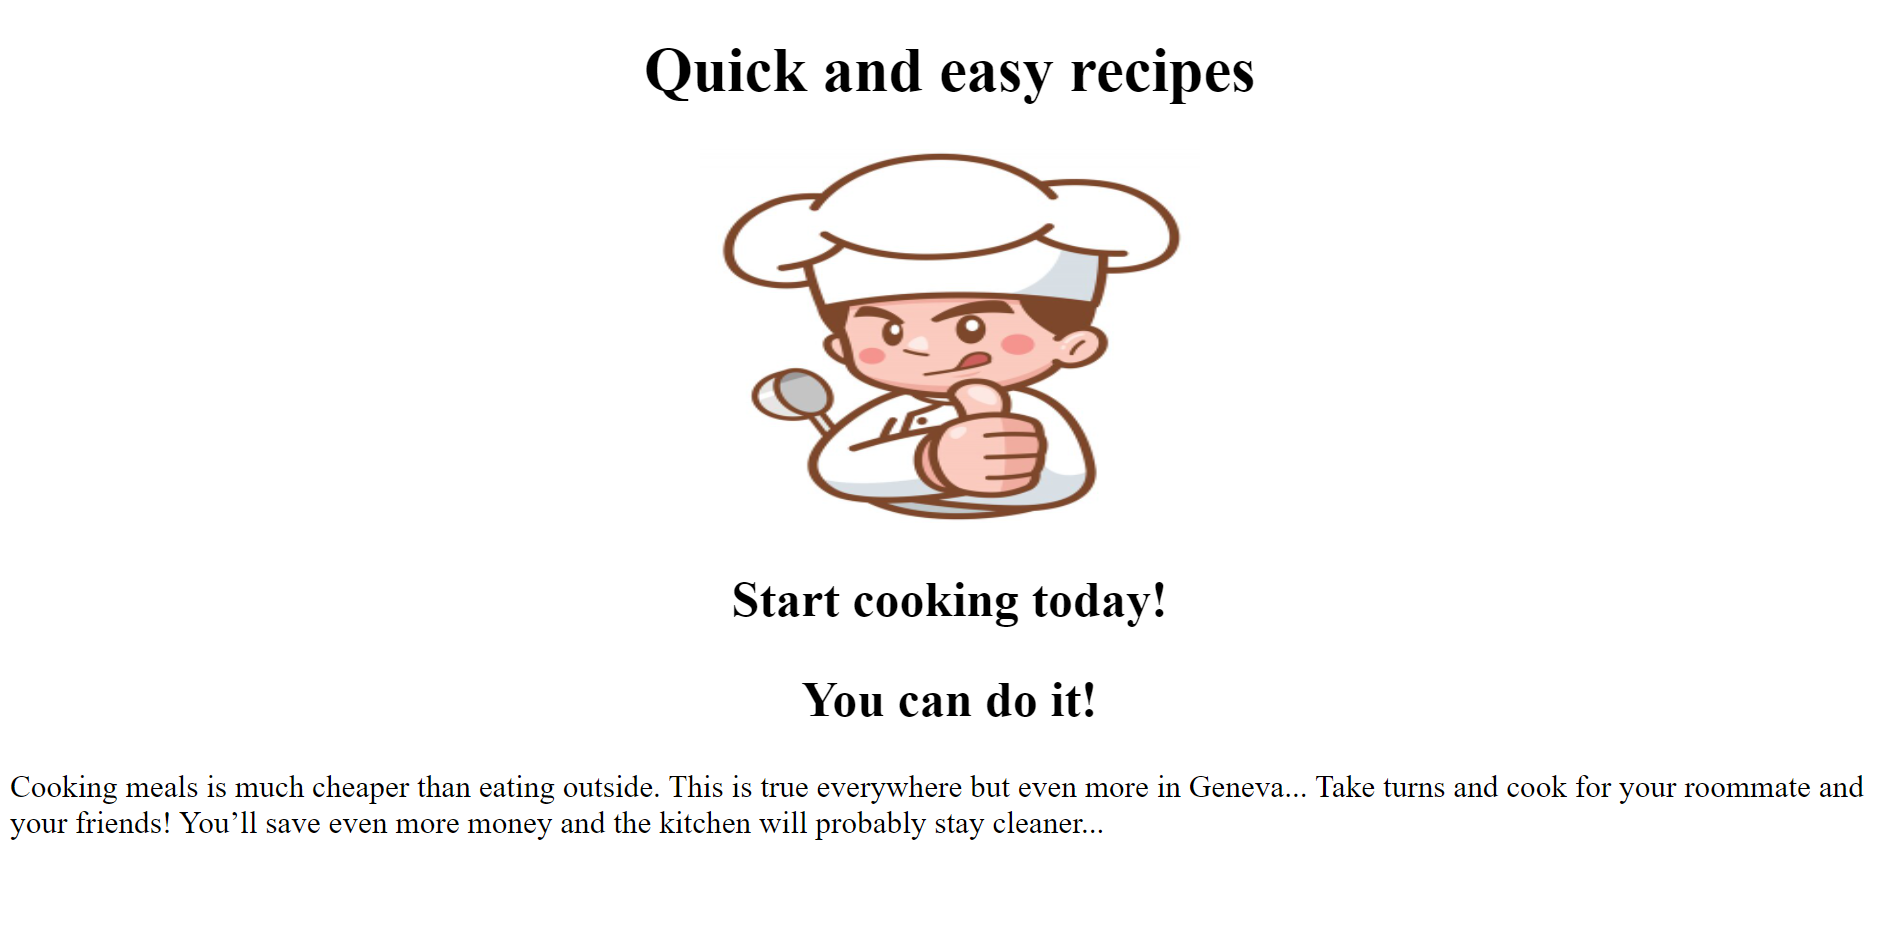 Quick and easy recipes
Start cooking today!
You can do it!
Cooking meals is much cheaper than eating outside. This is true everywhere but even more in Geneva... Take turns and cook for your roommate and
your friends! You’ll save even more money and the kitchen will probably stay cleaner...